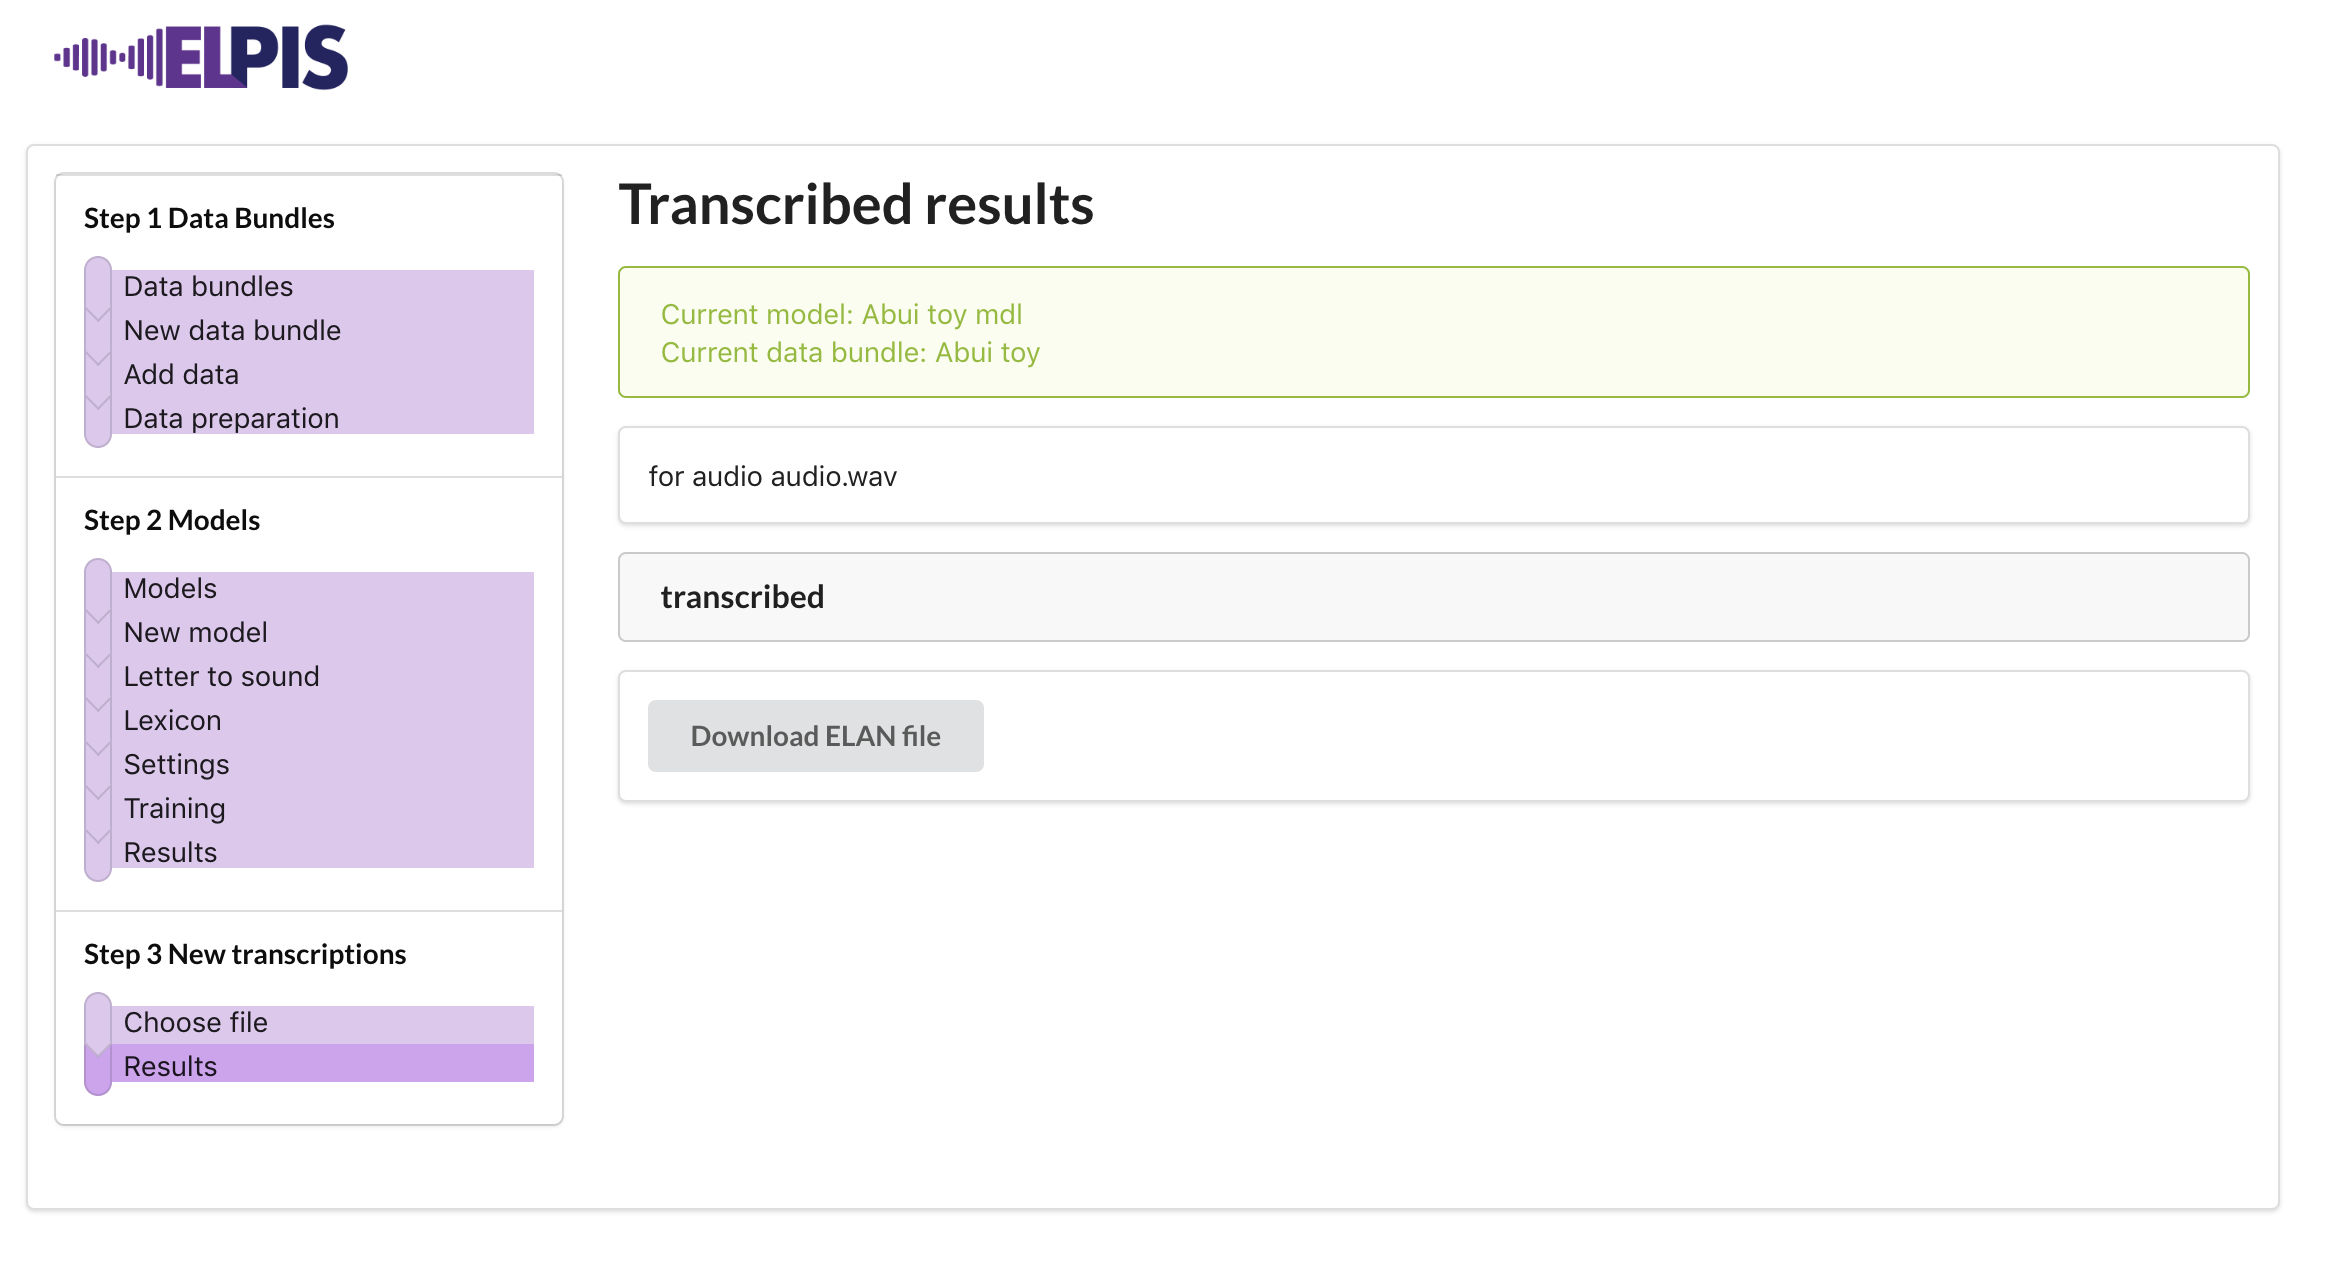 ELPIS
Step 1 Data Bundles
Data bundles
New data bundle
Add data
Data preparation
Step 2 Models
Models
New model
Letter to sound
Lexicon
Settings
Training
Results
Step 3 New transcriptions
Choose file
Results
Transcribed results
Current model: Abui toy mdl
Current data bundle: Abui toy
for audio audio.wav
transcribed
Download ELAN file